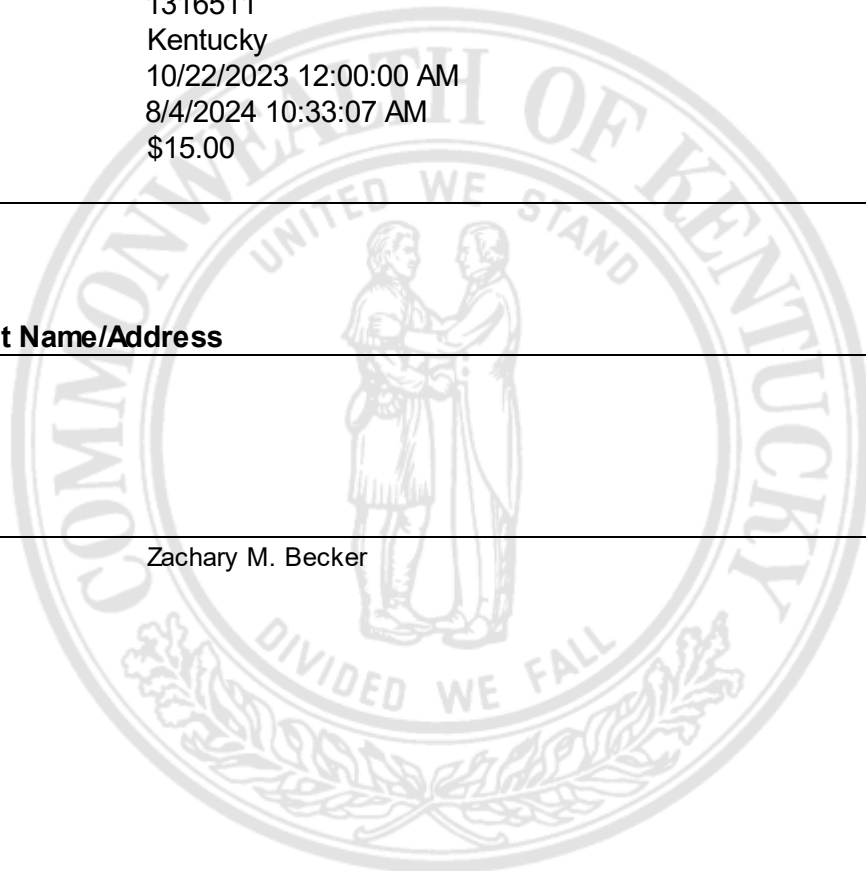 1316511
Kentucky
10/22/2023 12:00:00 AM
8/4/2024 10:33:07 AM
$15.00
COMMONWEALTH OF KENTUCKY
UNITED WE STAND
t Name/Address
Zachary M. Becker
DIVIDED WE FALL